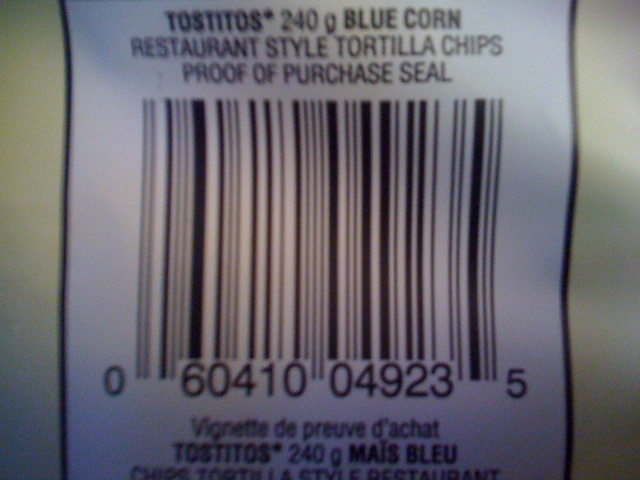 TOSTITOS* 240 g BLUE CORN
RESTAURANT STYLE TORTILLA CHIPS
PROOF OF PURCHASE SEAL
0 60410 04923 5
Vignette de preuve d'achat
TOSTITOS* 240 g MAÏS BLEU
CHIPS TORTILLA STYLE RESTAURANT